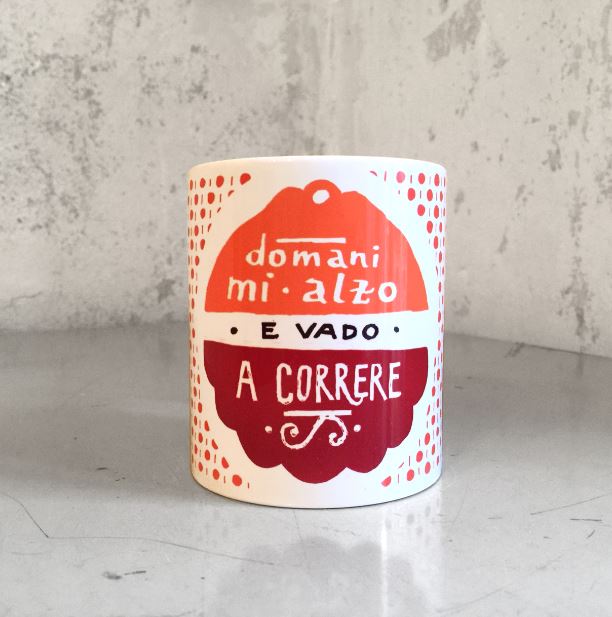 domani
mi · alzo
· E VADO ·
A CORRERE